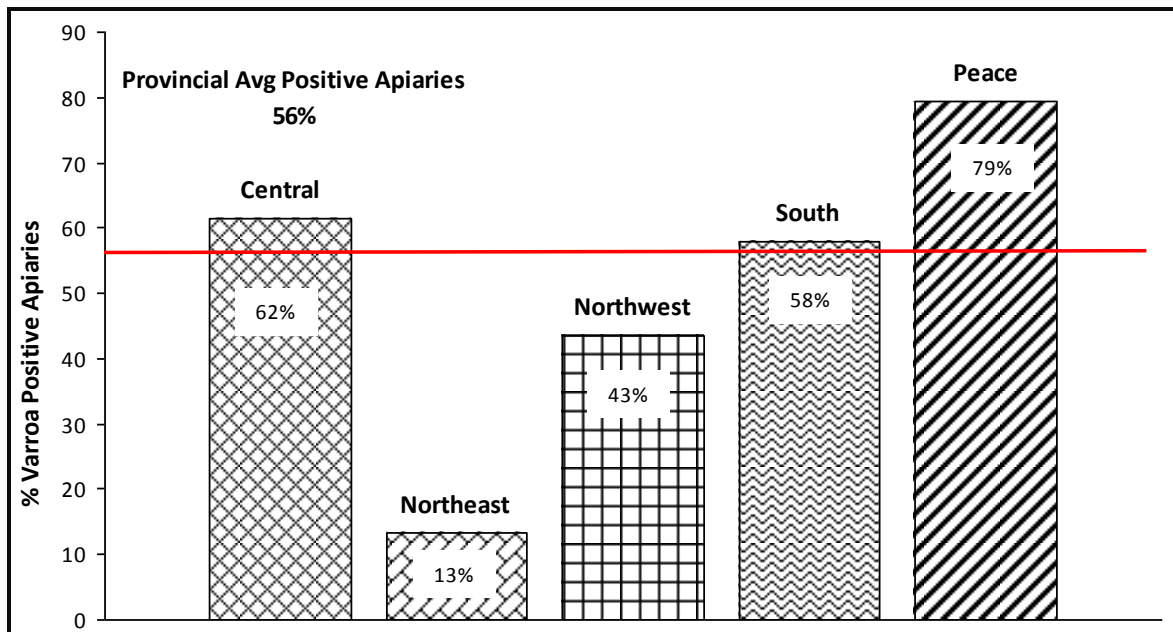 % Varroa Positive Apiaries
90
80
70
60
50
40
30
20
10
0
Provincial Avg Positive Apiaries
56%
Central
62%
Northeast
13%
Northwest
43%
South
58%
Peace
79%